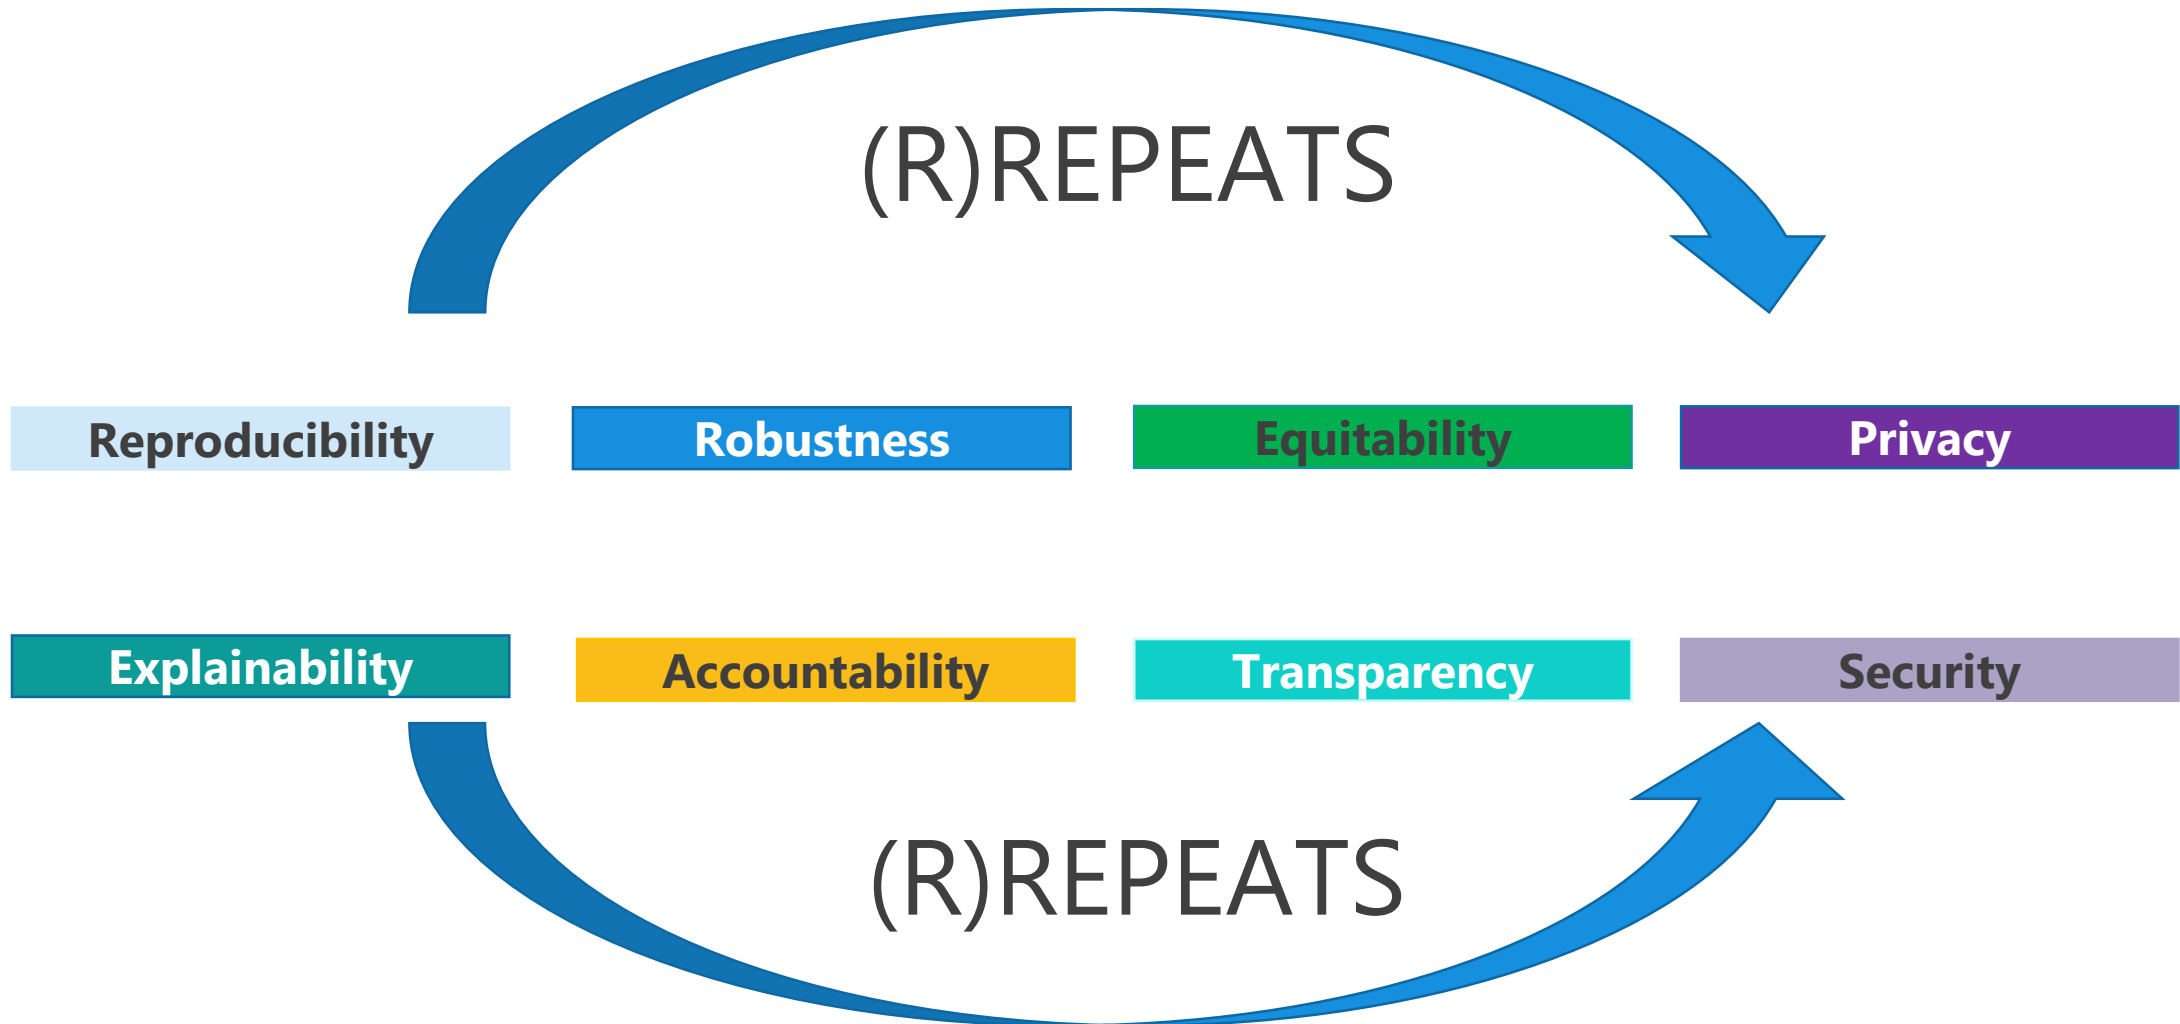 (R)REPEATS
Reproducibility
Robustness
Equitability
Privacy
Explainability
Accountability
Transparency
Security
(R)REPEATS